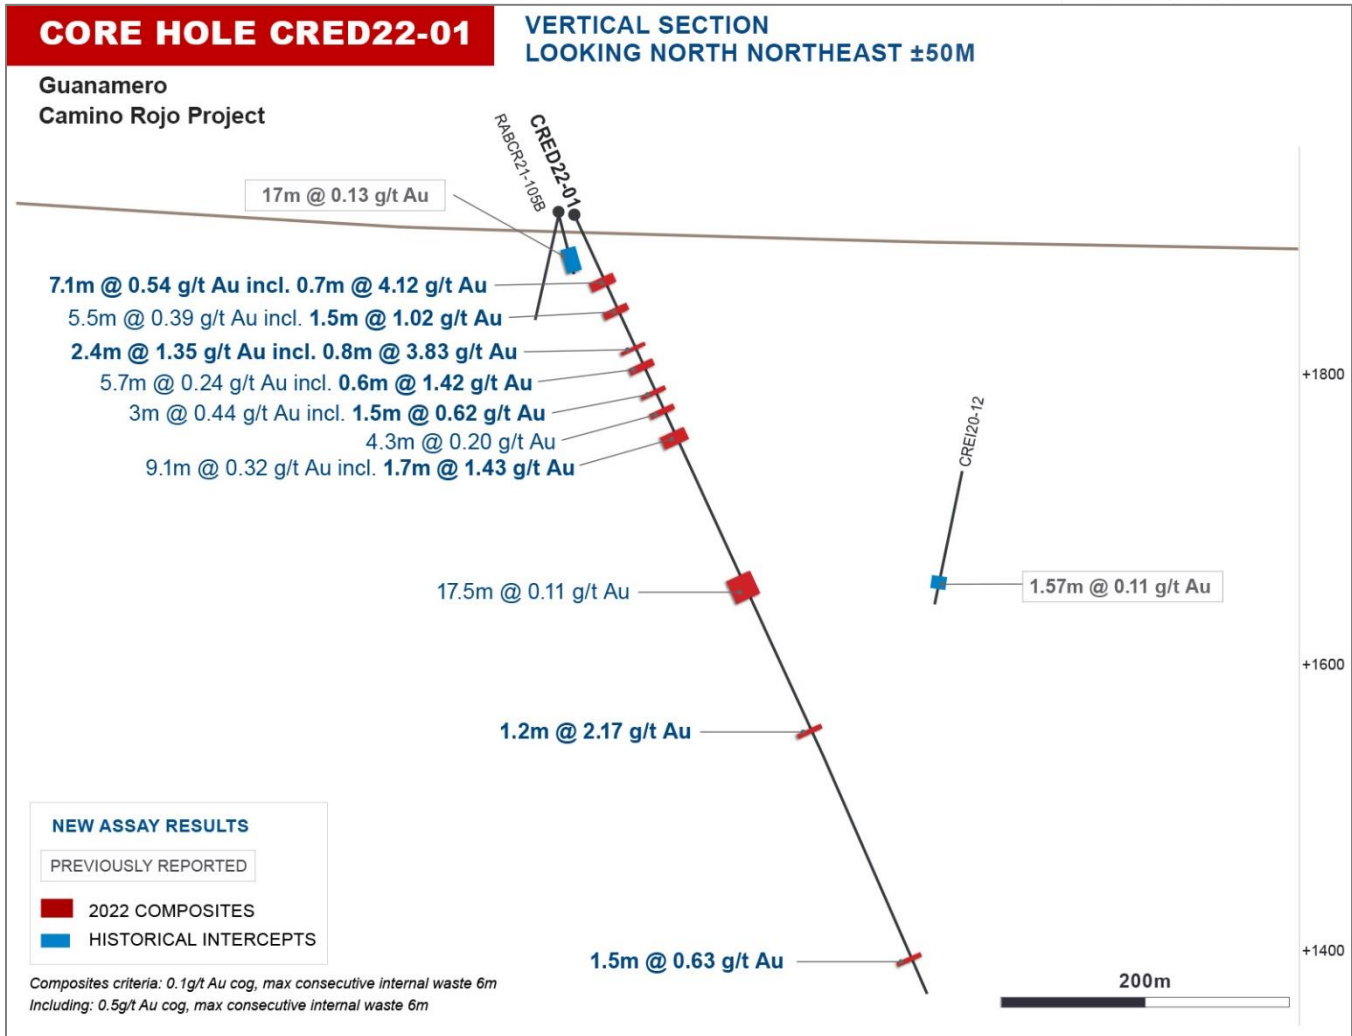 CORE HOLE CRED22-01
VERTICAL SECTION
LOOKING NORTH NORTHEAST ±50M
Guanamero
Camino Rojo Project
RABCR21-105B
CRED22-01
17m @ 0.13 g/t Au
7.1m @ 0.54 g/t Au incl. 0.7m @ 4.12 g/t Au
5.5m @ 0.39 g/t Au incl. 1.5m @ 1.02 g/t Au
2.4m @ 1.35 g/t Au incl. 0.8m @ 3.83 g/t Au
5.7m @ 0.24 g/t Au incl. 0.6m @ 1.42 g/t Au
3m @ 0.44 g/t Au incl. 1.5m @ 0.62 g/t Au
4.3m @ 0.20 g/t Au
9.1m @ 0.32 g/t Au incl. 1.7m @ 1.43 g/t Au
+1800
CREI20-12
17.5m @ 0.11 g/t Au
1.57m @ 0.11 g/t Au
+1600
1.2m @ 2.17 g/t Au
NEW ASSAY RESULTS
PREVIOUSLY REPORTED
2022 COMPOSITES
HISTORICAL INTERCEPTS
1.5m @ 0.63 g/t Au
+1400
200m
Composites criteria: 0.1g/t Au cog, max consecutive internal waste 6m
Including: 0.5g/t Au cog, max consecutive internal waste 6m